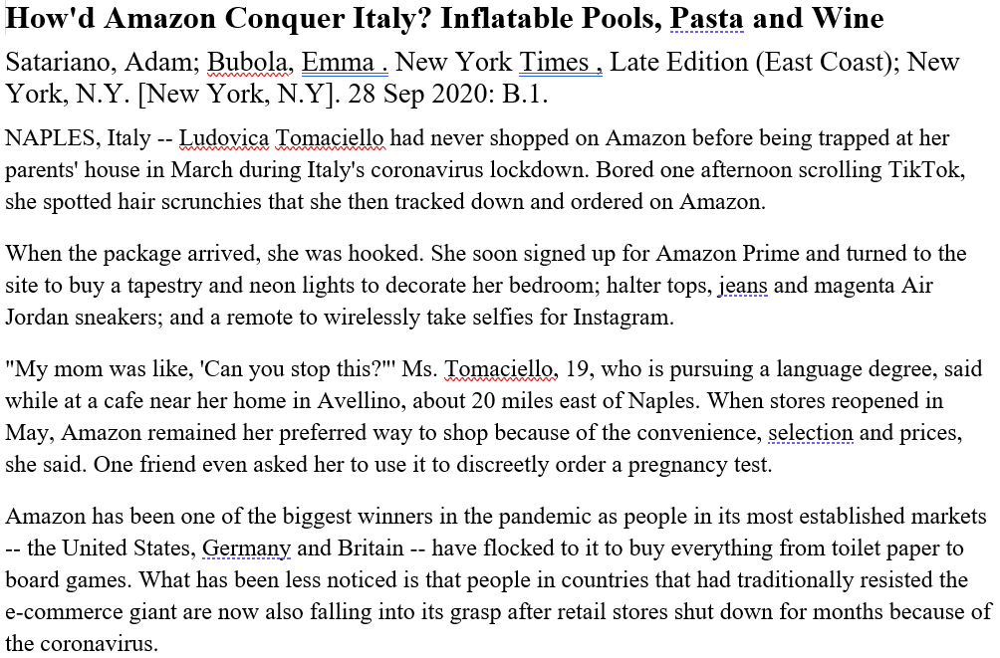 How'd Amazon Conquer Italy? Inflatable Pools, Pasta and Wine
Satariano, Adam; Bubola, Emma . New York Times , Late Edition (East Coast); New
York, N.Y. [New York, N.Y]. 28 Sep 2020: B.1.
NAPLES, Italy -- Ludovica Tomaciello had never shopped on Amazon before being trapped at her
parents' house in March during Italy's coronavirus lockdown. Bored one afternoon scrolling TikTok,
she spotted hair scrunchies that she then tracked down and ordered on Amazon.
When the package arrived, she was hooked. She soon signed up for Amazon Prime and turned to the
site to buy a tapestry and neon lights to decorate her bedroom; halter tops, jeans and magenta Air
Jordan sneakers; and a remote to wirelessly take selfies for Instagram.
"My mom was like, 'Can you stop this?"' Ms. Tomaciello, 19, who is pursuing a language degree, said
while at a cafe near her home in Avellino, about 20 miles east of Naples. When stores reopened in
May, Amazon remained her preferred way to shop because of the convenience, selection and prices,
she said. One friend even asked her to use it to discreetly order a pregnancy test.
Amazon has been one of the biggest winners in the pandemic as people in its most established markets
-- the United States, Germany and Britain -- have flocked to it to buy everything from toilet paper to
board games. What has been less noticed is that people in countries that had traditionally resisted the
e-commerce giant are now also falling into its grasp after retail stores shut down for months because of
the coronavirus.